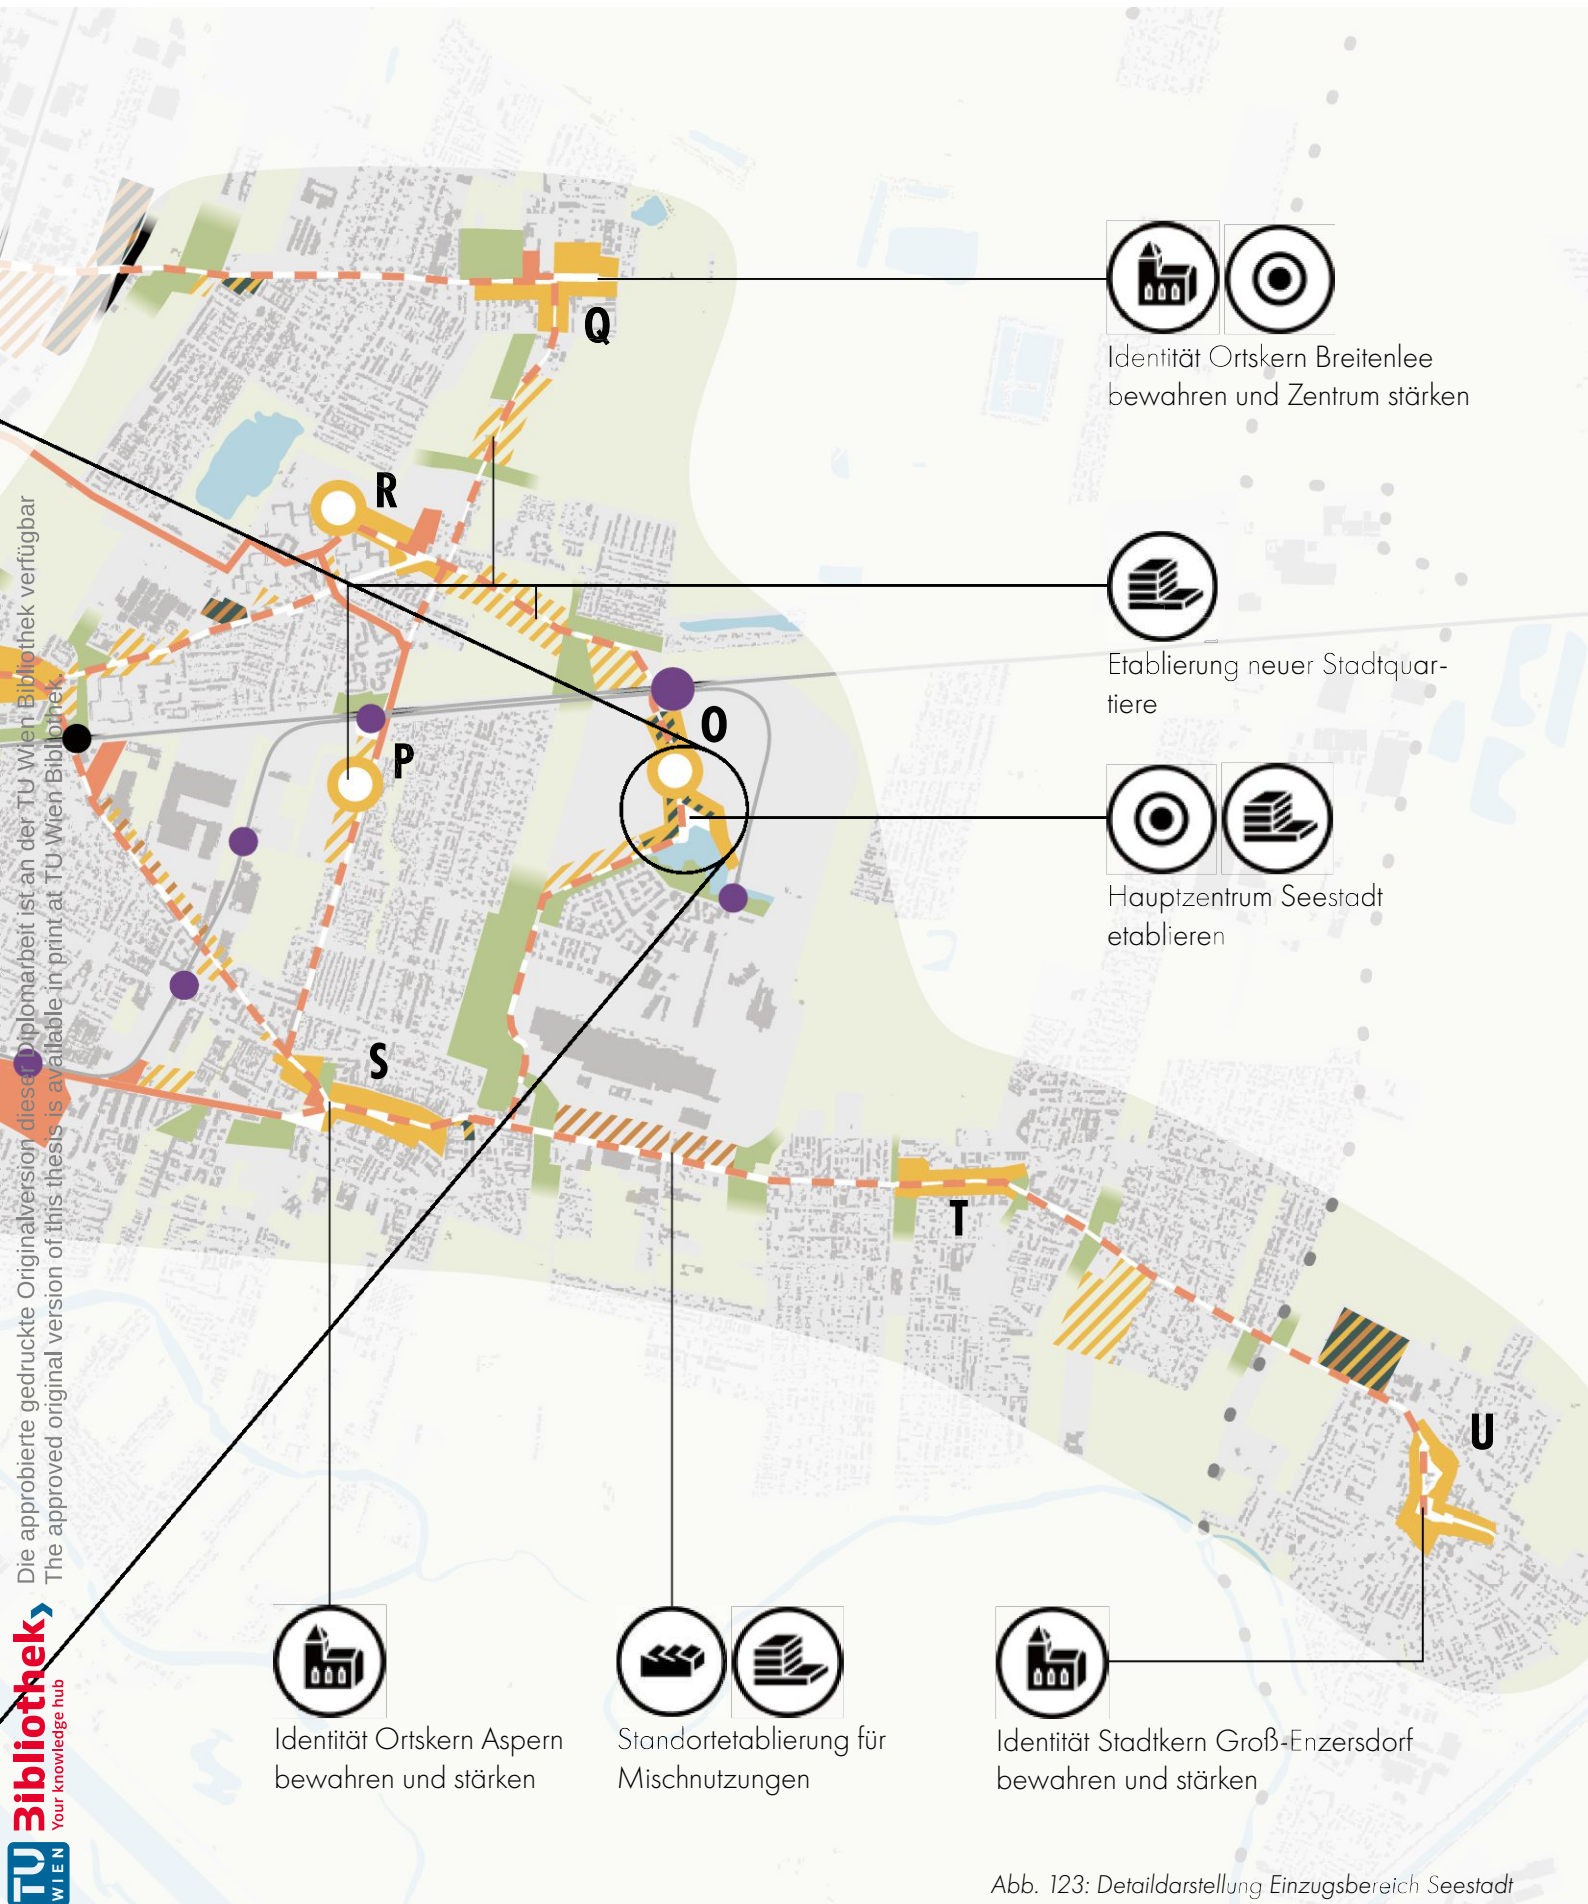 Q
Identität Ortskern Breitenlee
bewahren und Zentrum stärken
R
Etablierung neuer Stadtquar-
tiere
O
P
Hauptzentrum Seestadt
etablieren
S
T
U
Identität Ortskern Aspern
bewahren und stärken
Standortetablierung für
Mischnutzungen
Identität Stadtkern Groß-Enzersdorf
bewahren und stärken
Abb. 123: Detaildarstellung Einzugsbereich Seestadt
Die approbierte gedruckte Originalversion dieser Diplomarbeit ist an der TU Wien Bibliothek verfügbar
The approved original version of this thesis is available in print at TU Wien Bibliothek.
TU
WIEN
Bibliothek
Your knowledge hub